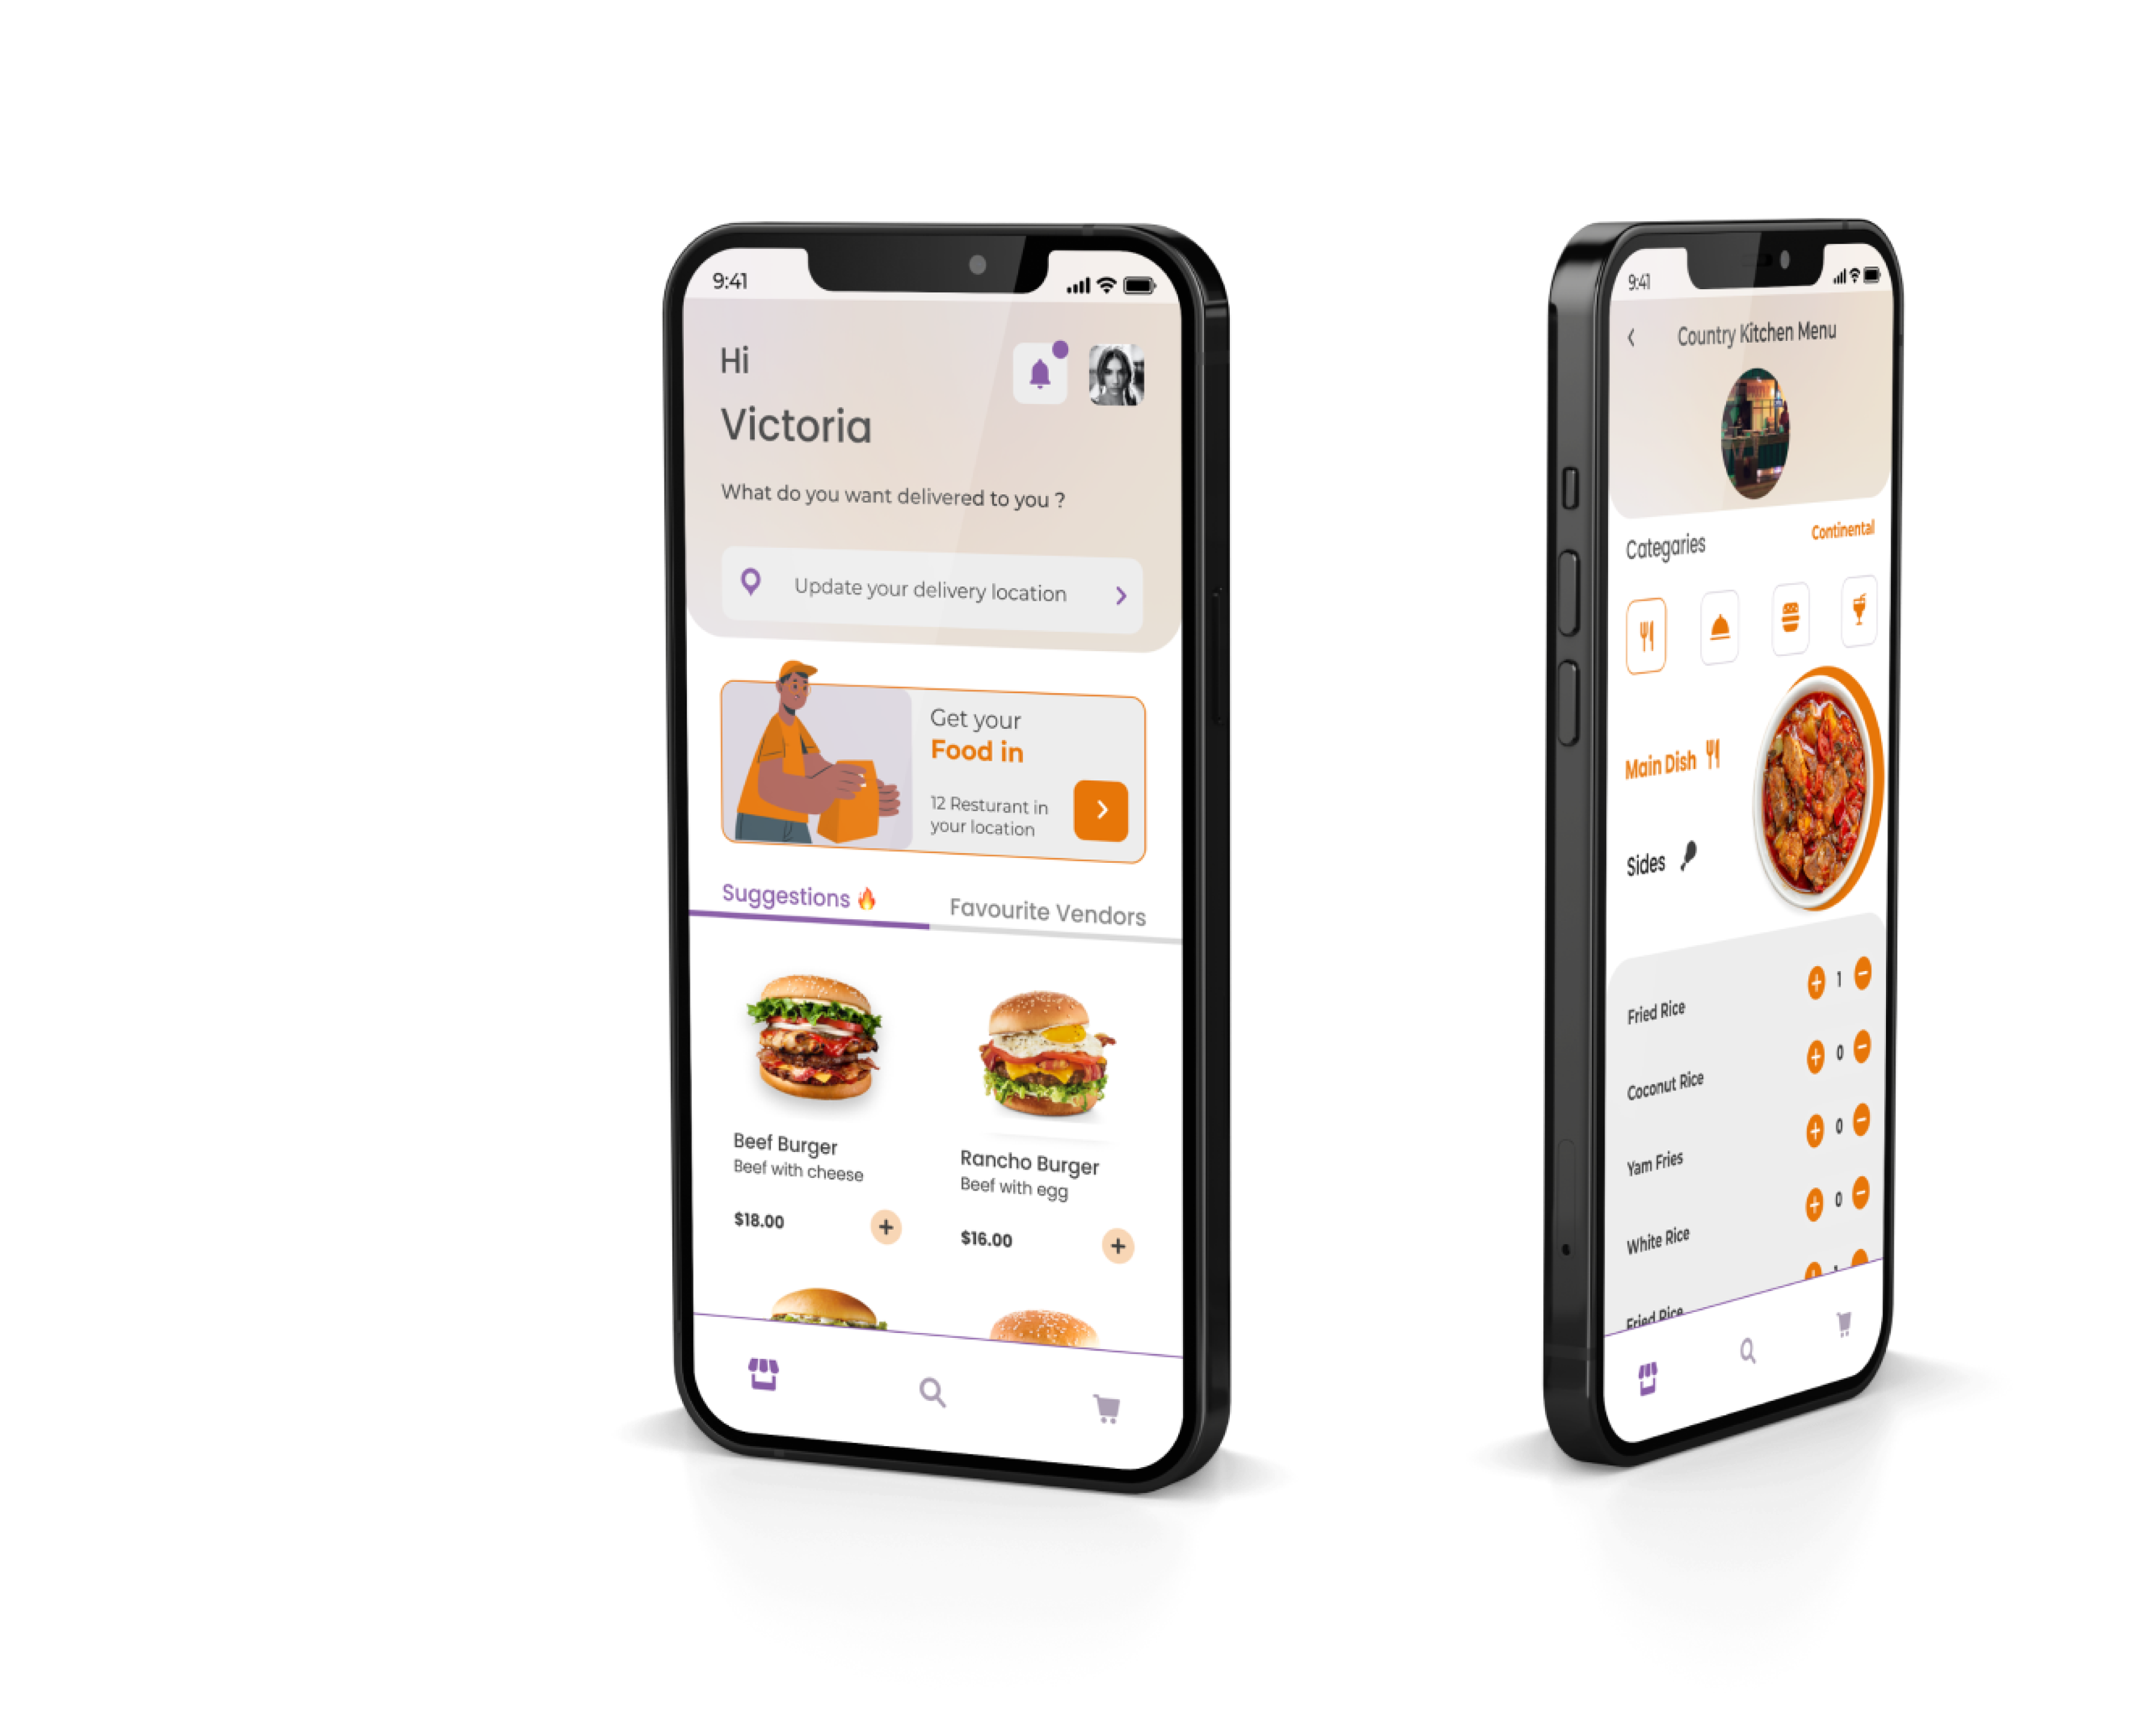 9:41
Hi
Victoria
What do you want delivered to you ?
Update your delivery location
Get your
Food in
12 Resturant in
your location
Suggestions 🔥
Favourite Vendors
Beef Burger
Beef with cheese
$18.00
+
Rancho Burger
Beef with egg
$16.00
+
9:41
Country Kitchen Menu
Categaries
Continental
Main Dish
Sides
Fried Rice
+ 1 -
Coconut Rice
+ 0 -
Yam Fries
+ 0 -
White Rice
+ 0 -
Fried Rice